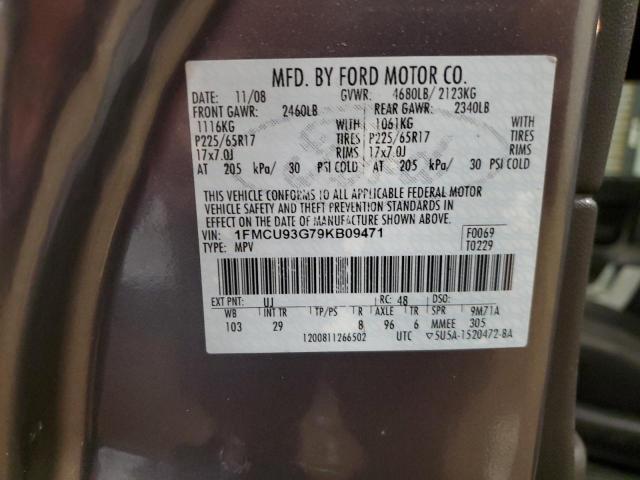 MFD. BY FORD MOTOR CO.
DATE: 11/08 GVWR: 4680LB/ 2123KG
FRONT GAWR: 2460LB REAR GAWR: 2340LB
1116KG WITH 1061KG WITH
P225/65R17 TIRES P225/65R17 TIRES
17x7.0J RIMS 17x7.0J RIMS
AT 205 kPa/ 30 PSI COLD AT 205 kPa/ 30 PSI COLD
THIS VEHICLE CONFORMS TO ALL APPLICABLE FEDERAL MOTOR
VEHICLE SAFETY AND THEFT PREVENTION STANDARDS IN
EFFECT ON THE DATE OF MANUFACTURE SHOWN ABOVE.
VIN: 1FMCU93G79KB09471 F0069
TYPE: MPV T0229
EXT PNT: UJ RC: 48 DSO:
WB INT TR TP/PS R AXLE TR SPR 9M71A
103 29 8 96 6 MMEE 305
1200811266502 UTC ▽5U5A-1520472-BA